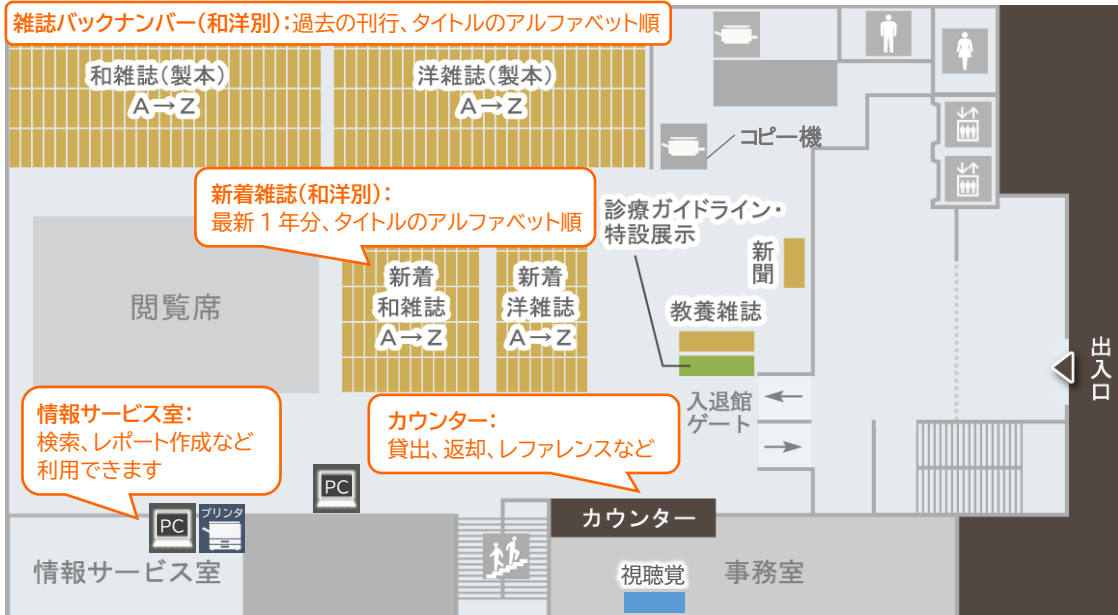 雑誌バックナンバー(和洋別):過去の刊行、タイトルのアルファベット順
和雑誌(製本)
A→Z
洋雑誌(製本)
A→Z
コピー機
新着雑誌(和洋別):
最新1年分、タイトルのアルファベット順
診療ガイドライン・
特設展示
新聞
閲覧席
新着
和雑誌
A→Z
新着
洋雑誌
A→Z
教養雑誌
出入口
入退館
ゲート
情報サービス室:
検索、レポート作成など
利用できます
カウンター:
貸出、返却、レファレンスなど
PC
PC
プリンタ
カウンター
情報サービス室
視聴覚
事務室